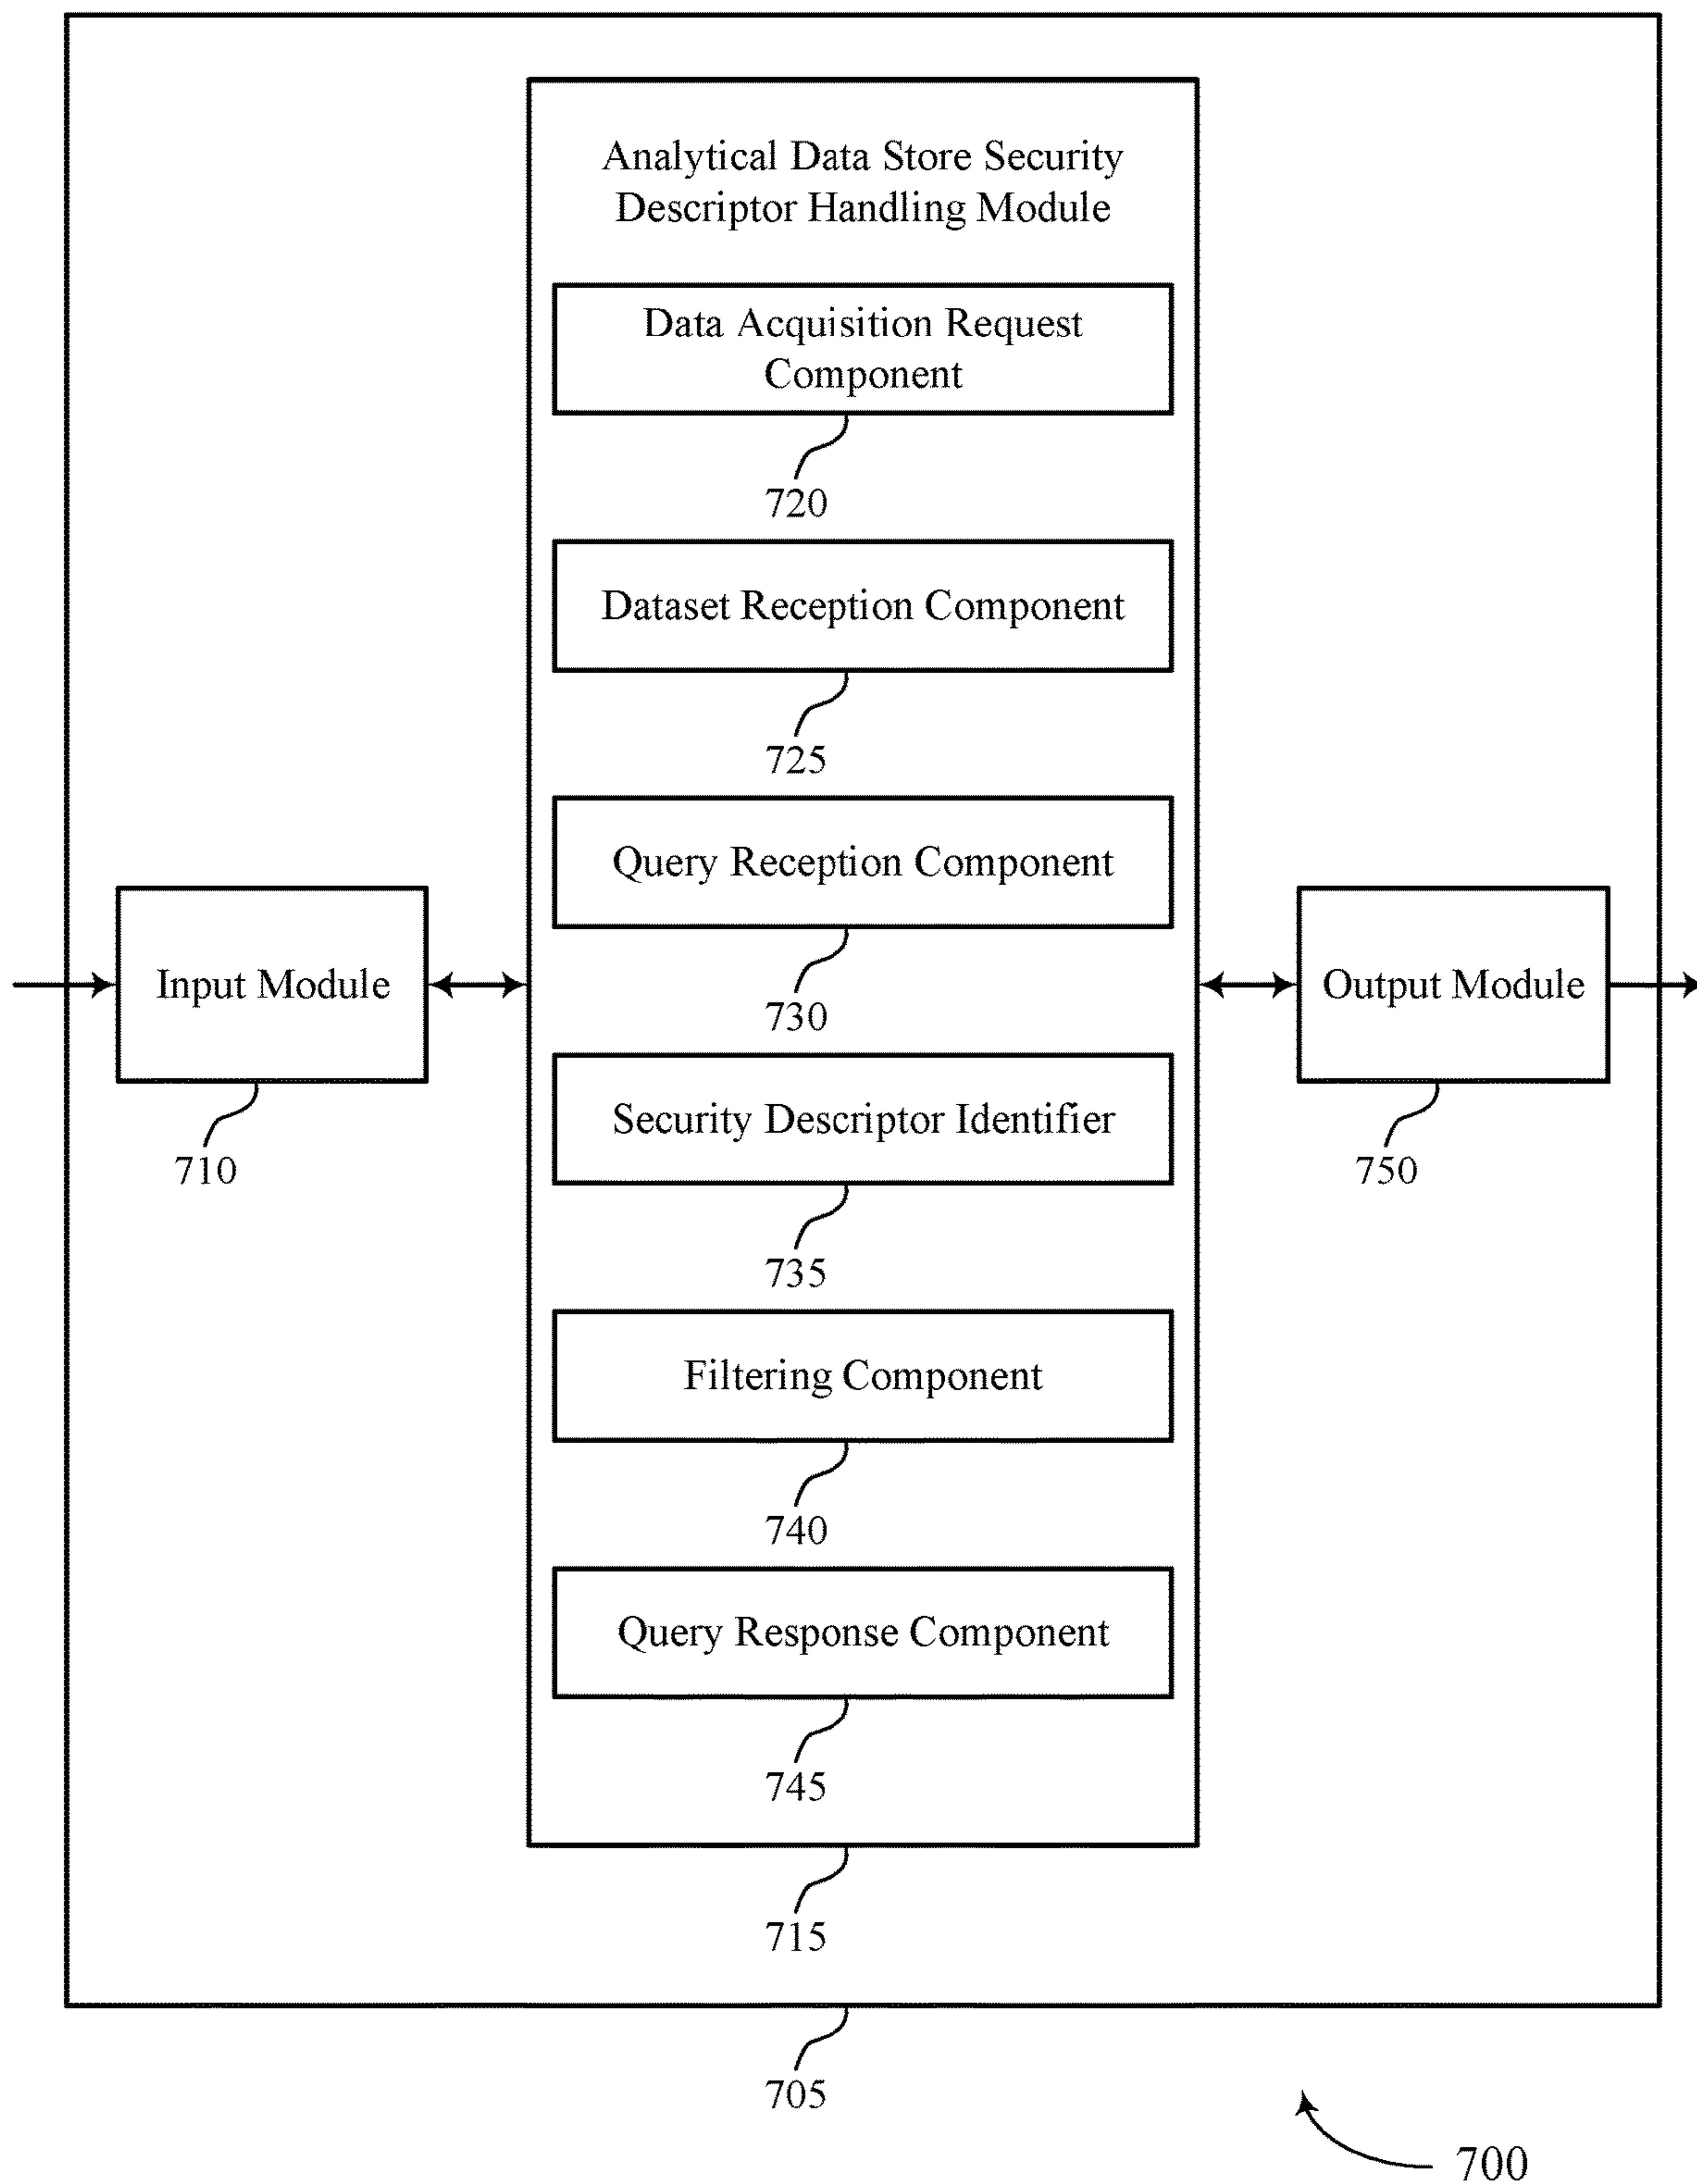 Analytical Data Store Security
Descriptor Handling Module
Data Acquisition Request
Component
720
Dataset Reception Component
725
Query Reception Component
730
Input Module
710
Output Module
750
Security Descriptor Identifier
735
Filtering Component
740
Query Response Component
745
715
705
700